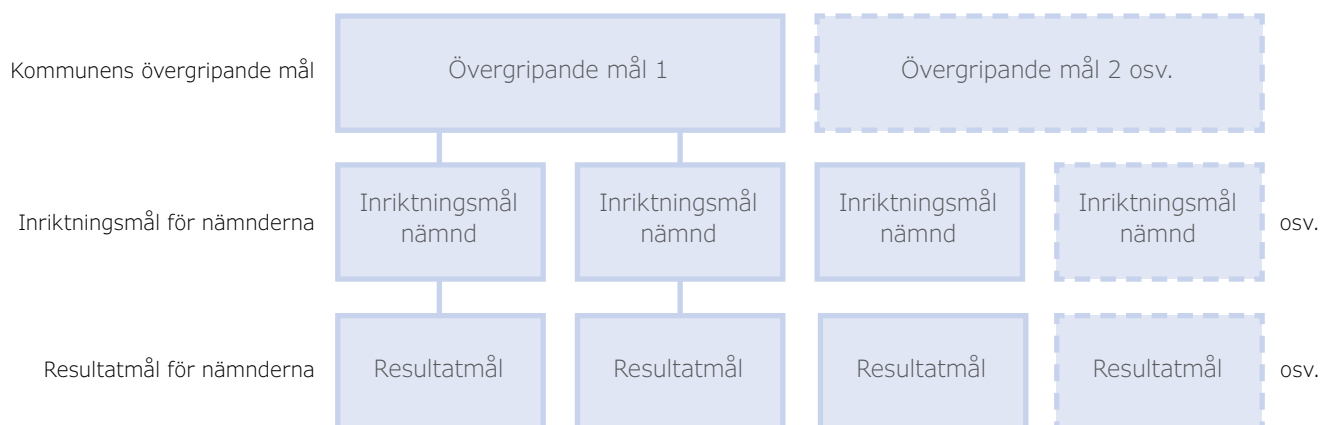 Kommunens övergripande mål
Övergripande mål 1
Övergripande mål 2 osv.
Inriktningsmål för nämnderna
Inriktningsmål
nämnd
Inriktningsmål
nämnd
Inriktningsmål
nämnd
Inriktningsmål
nämnd
osv.
Resultatmål för nämnderna
Resultatmål
Resultatmål
Resultatmål
Resultatmål
osv.